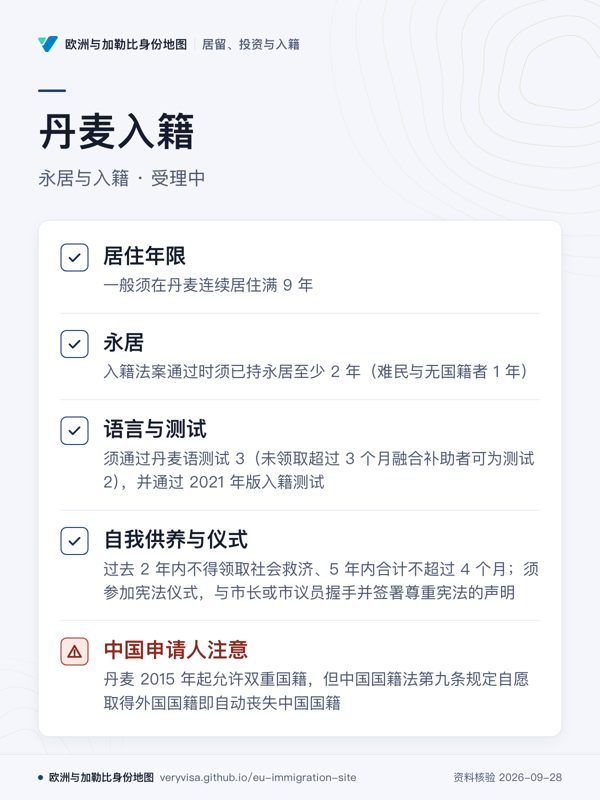 欧洲与加勒比身份地图 居留、投资与入籍
丹麦入籍
永居与入籍 · 受理中
居住年限
一般须在丹麦连续居住满 9 年
永居
入籍法案通过时须已持永居至少 2 年（难民与无国籍者 1 年）
语言与测试
须通过丹麦语测试 3（未领取超过 3 个月融合补助者可为测试
2），并通过 2021 年版入籍测试
自我供养与仪式
过去 2 年内不得领取社会救济、5 年内合计不超过 4 个月；须
参加宪法仪式，与市长或市议员握手并签署尊重宪法的声明
中国申请人注意
丹麦 2015 年起允许双重国籍，但中国国籍法第九条规定自愿
取得外国国籍即自动丧失中国国籍
欧洲与加勒比身份地图 veryvisa.github.io/eu-immigration-site 资料核验 2026-09-28